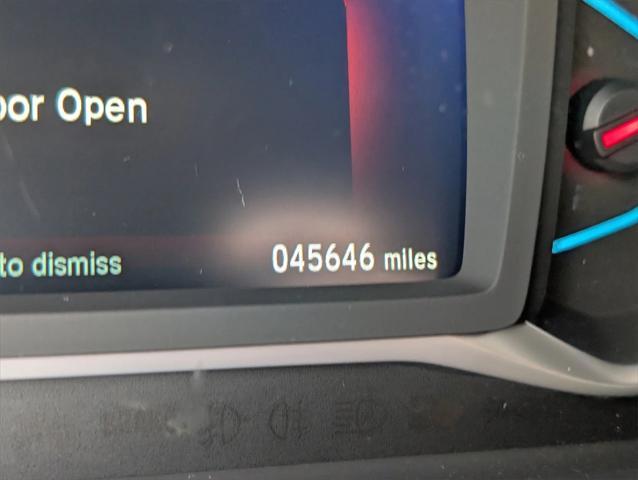 oor Open
to dismiss
045646 miles